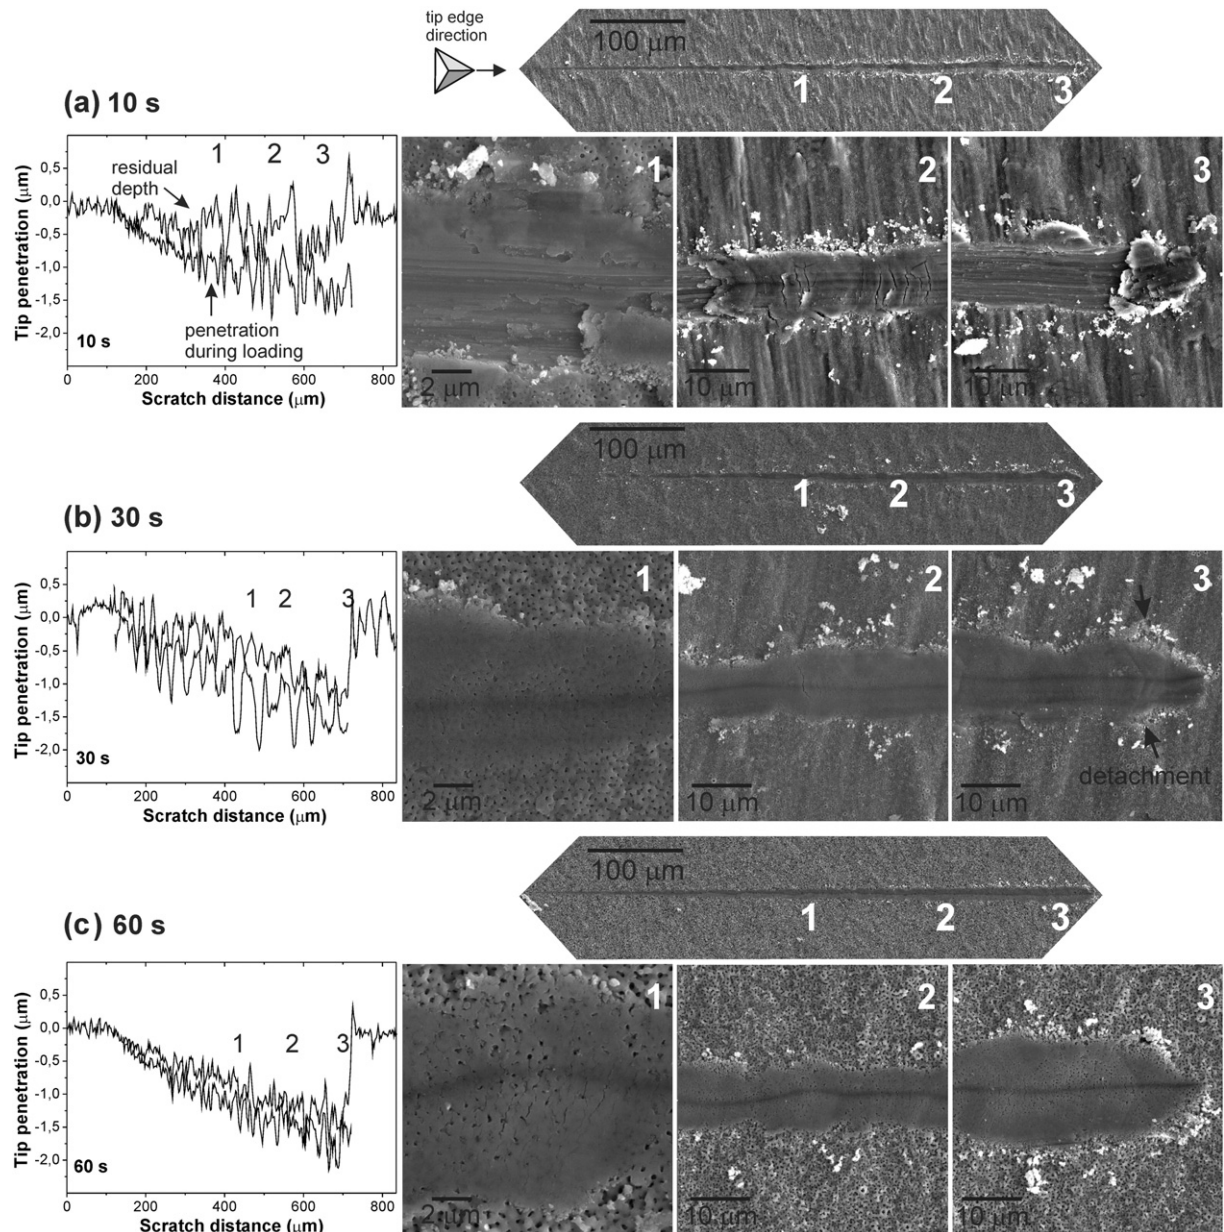 tip edge
direction
100 μm
1 2 3
(a) 10 s
Tip penetration (μm)
0,5
0,0
-0,5
-1,0
-1,5
-2,0
1 2 3
residual
depth
penetration
during loading
10 s
0 200 400 600 800
Scratch distance (μm)
1
2 μm
2
10 μm
3
10 μm
100 μm
1 2 3
(b) 30 s
Tip penetration (μm)
0,5
0,0
-0,5
-1,0
-1,5
-2,0
1 2 3
30 s
0 200 400 600 800
Scratch distance (μm)
1
2 μm
2
10 μm
3
detachment
10 μm
100 μm
1 2 3
(c) 60 s
Tip penetration (μm)
0,5
0,0
-0,5
-1,0
-1,5
-2,0
1 2 3
60 s
0 200 400 600 800
Scratch distance (μm)
1
2 μm
2
10 μm
3
10 μm